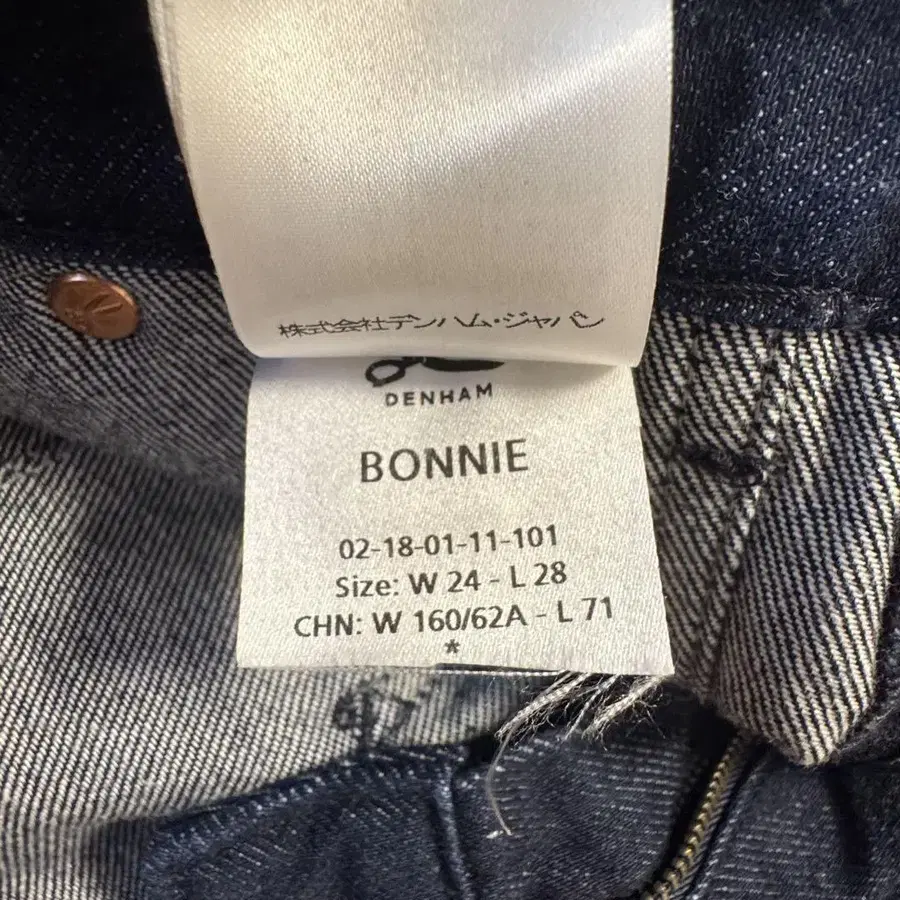 株式会社デンハム・ジャパン
DENHAM
BONNIE
02-18-01-11-101
Size: W 24 - L 28
CHN: W 160/62A - L 71
*